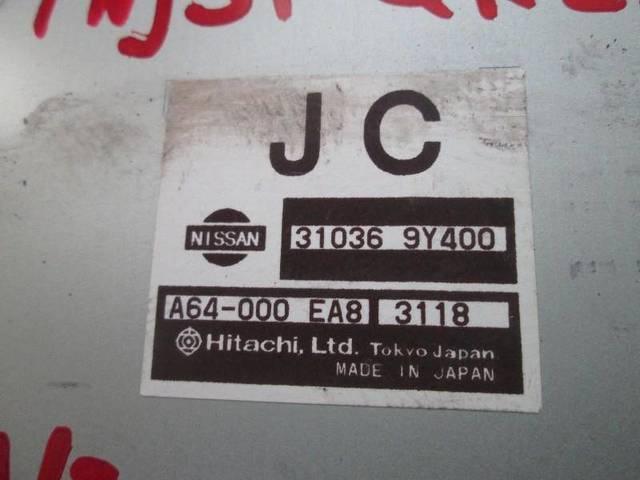 JC
NISSAN
31036 9Y400
A64-000 EA8 3118
Hitachi, Ltd. Tokyo Japan
MADE IN JAPAN